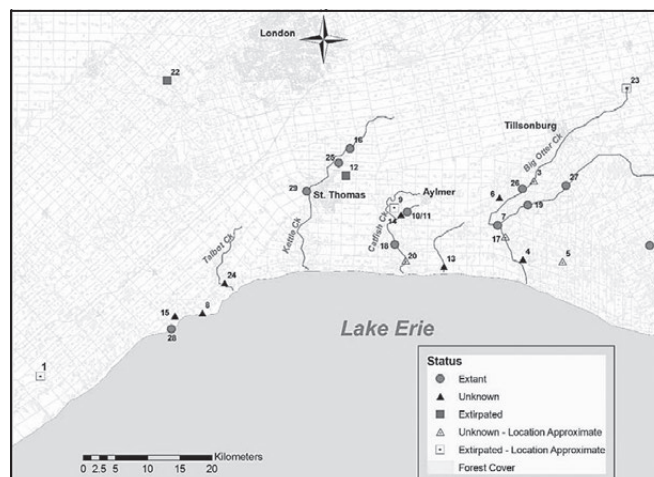 London
22
23
Tillsonburg
16
25
12
Big Otter Ck
3
29
St. Thomas
9
Aylmer
6
26
27
14
10/11
19
Kettle Ck
Catfish Ck
7
17
Talbot Ck
18
20
13
4
5
24
15
8
28
Lake Erie
1
Status
Extant
Unknown
Extirpated
Unknown - Location Approximate
Extirpated - Location Approximate
Forest Cover
Kilometers
0 2.5 5 10 15 20